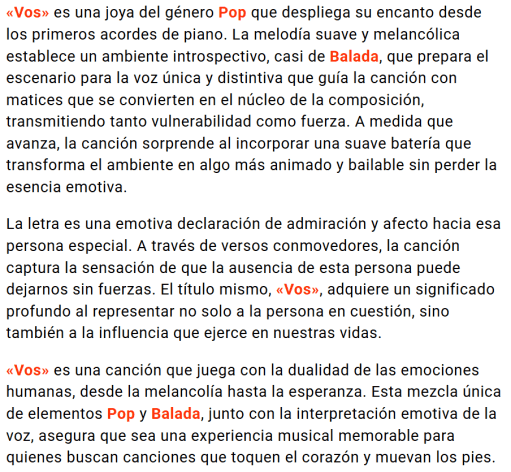 «Vos» es una joya del género Pop que despliega su encanto desde
los primeros acordes de piano. La melodía suave y melancólica
establece un ambiente introspectivo, casi de Balada, que prepara el
escenario para la voz única y distintiva que guía la canción con
matices que se convierten en el núcleo de la composición,
transmitiendo tanto vulnerabilidad como fuerza. A medida que
avanza, la canción sorprende al incorporar una suave batería que
transforma el ambiente en algo más animado y bailable sin perder la
esencia emotiva.
La letra es una emotiva declaración de admiración y afecto hacia esa
persona especial. A través de versos conmovedores, la canción
captura la sensación de que la ausencia de esta persona puede
dejarnos sin fuerzas. El título mismo, «Vos», adquiere un significado
profundo al representar no solo a la persona en cuestión, sino
también a la influencia que ejerce en nuestras vidas.
«Vos» es una canción que juega con la dualidad de las emociones
humanas, desde la melancolía hasta la esperanza. Esta mezcla única
de elementos Pop y Balada, junto con la interpretación emotiva de la
voz, asegura que sea una experiencia musical memorable para
quienes buscan canciones que toquen el corazón y muevan los pies.